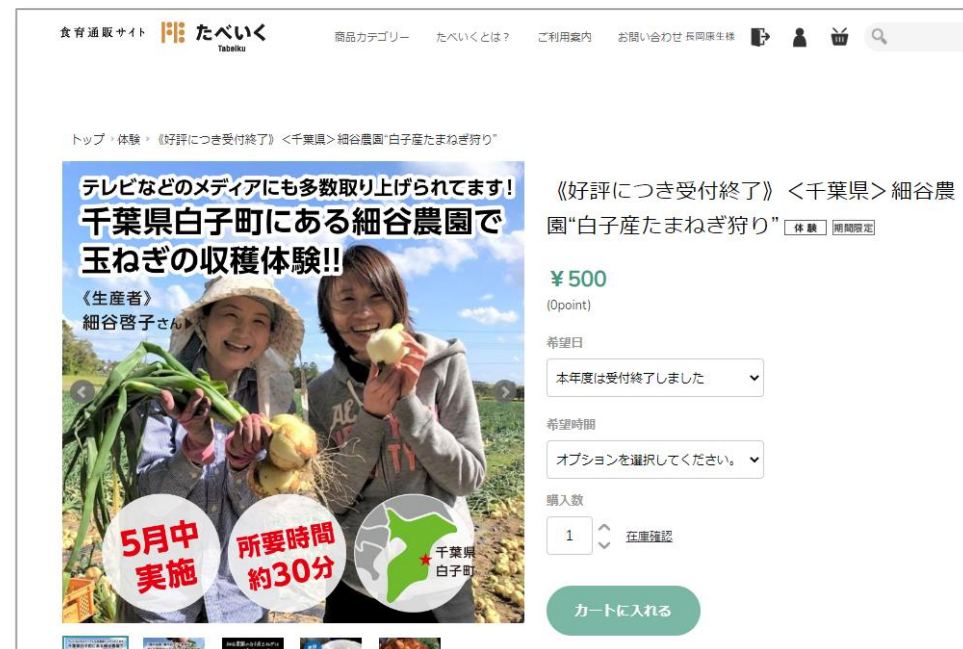 食育通販サイト たべいく
Tabeiku
商品カテゴリー たべいくとは? ご利用案内 お問い合わせ 長岡康生様
トップ › 体験 › 《好評につき受付終了》<千葉県>細谷農園“白子産たまねぎ狩り”
テレビなどのメディアにも多数取り上げられてます!
千葉県白子町にある細谷農園で
玉ねぎの収穫体験!!
《生産者》
細谷啓子さん▶
5月中
実施
所要時間
約30分
千葉県
白子町
《好評につき受付終了》<千葉県>細谷農
園“白子産たまねぎ狩り” 体験 期間限定
¥500
(0point)
希望日
本年度は受付終了しました
希望時間
オプションを選択してください。
購入数
1 在庫確認
カートに入れる